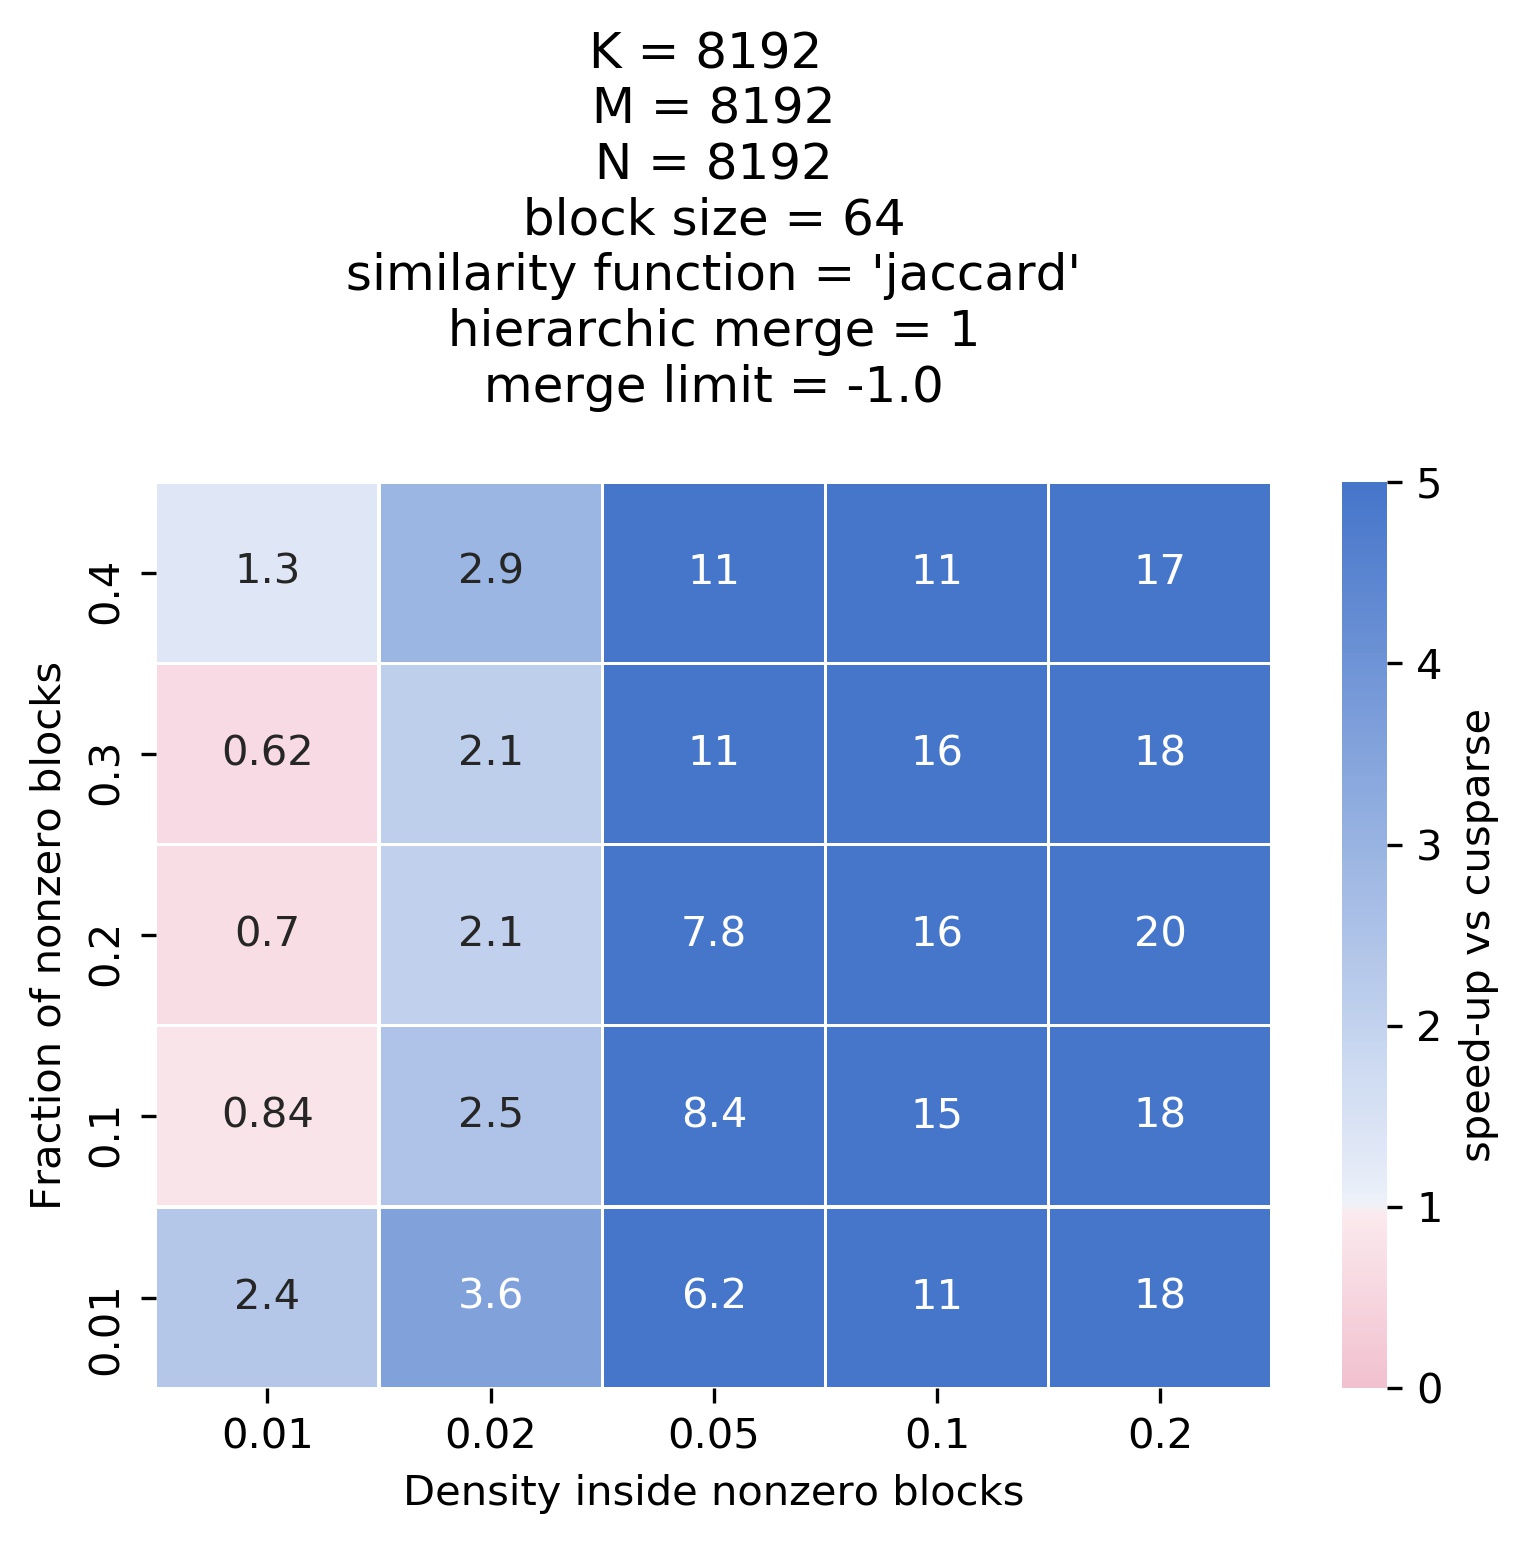 K = 8192
M = 8192
N = 8192
block size = 64
similarity function = 'jaccard'
hierarchic merge = 1
merge limit = -1.0
Fraction of nonzero blocks
0.4 1.3 2.9 11 11 17
0.3 0.62 2.1 11 16 18
0.2 0.7 2.1 7.8 16 20
0.1 0.84 2.5 8.4 15 18
0.01 2.4 3.6 6.2 11 18
0.01 0.02 0.05 0.1 0.2
Density inside nonzero blocks
5
4
3
2
1
0
speed-up vs cusparse